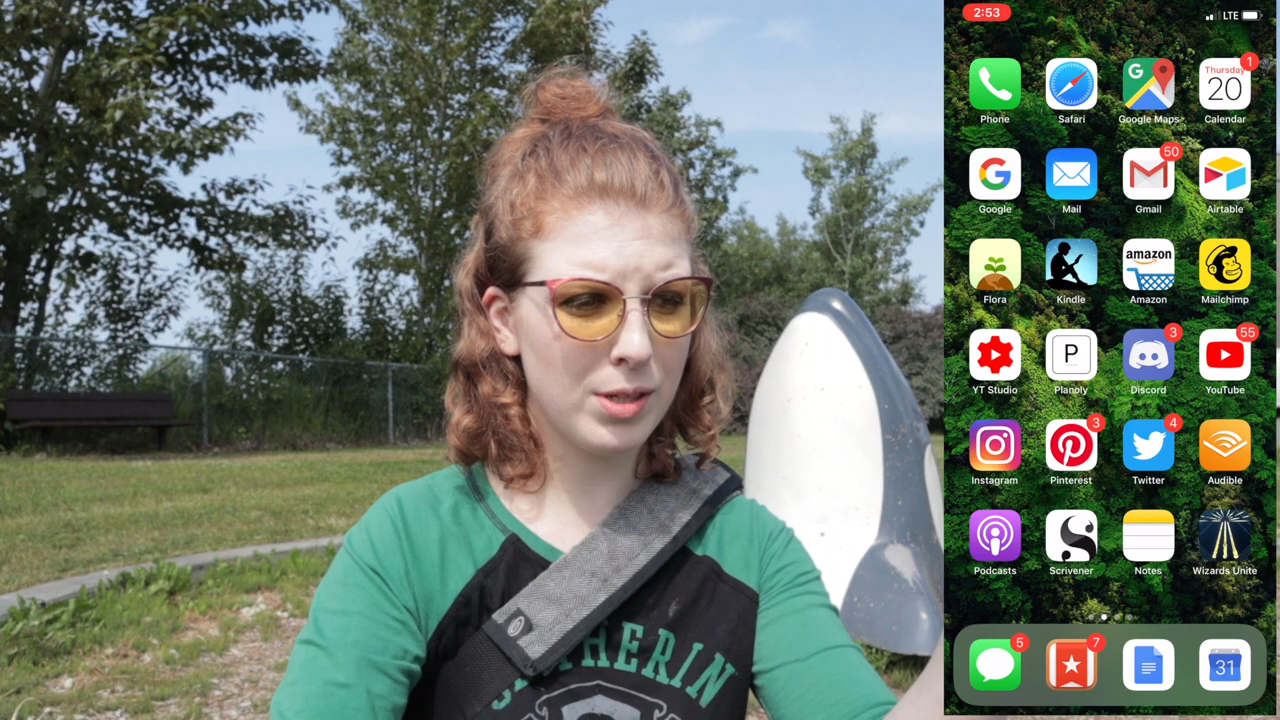 2:53
LTE
Thursday
1
20
Phone
Safari
G
Google Maps
Calendar
50
G
M
Google
Mail
Gmail
Airtable
amazon
Flora
Kindle
Amazon
Mailchimp
P
3
55
YT Studio
Planoly
Discord
YouTube
3
4
Instagram
Pinterest
Twitter
Audible
Podcasts
Scrivener
Notes
Wizards Unite
5
7
31
THERIN